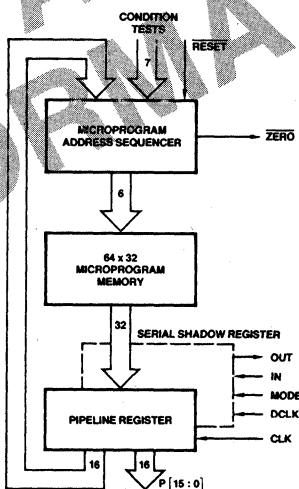 CONDITION
TESTS
RESET
7
MICROPROGRAM
ADDRESS SEQUENCER
ZERO
6
64 x 32
MICROPROGRAM
MEMORY
32
SERIAL SHADOW REGISTER
OUT
IN
MODE
DCLK
PIPELINE REGISTER
CLK
16
16
P [15 : 0]